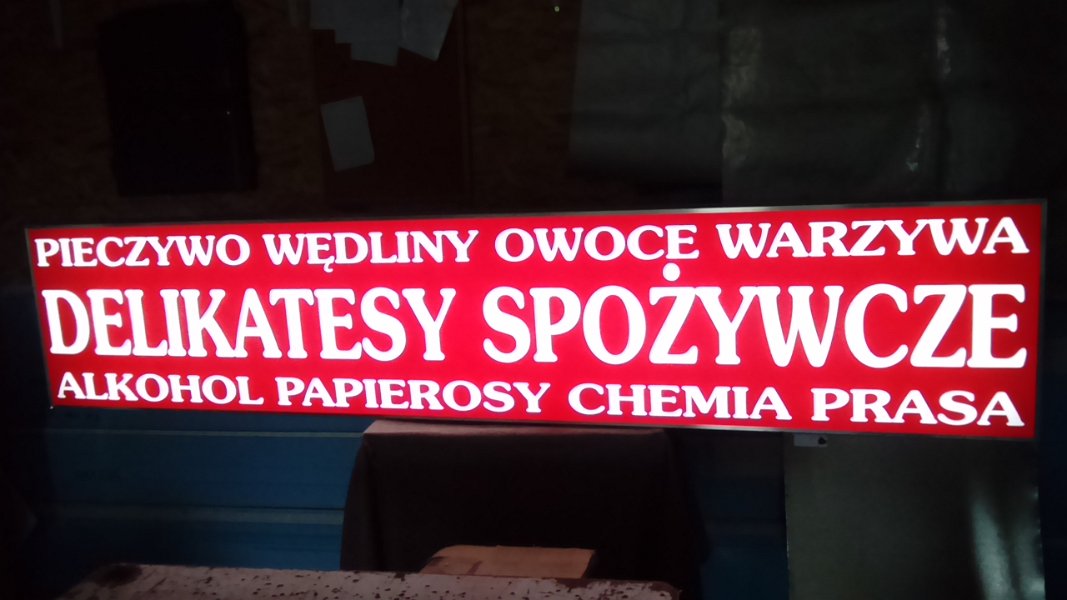 PIECZYWO WĘDLINY OWOCE WARZYWA
DELIKATESY SPOŻYWCZE
ALKOHOL PAPIEROSY CHEMIA PRASA